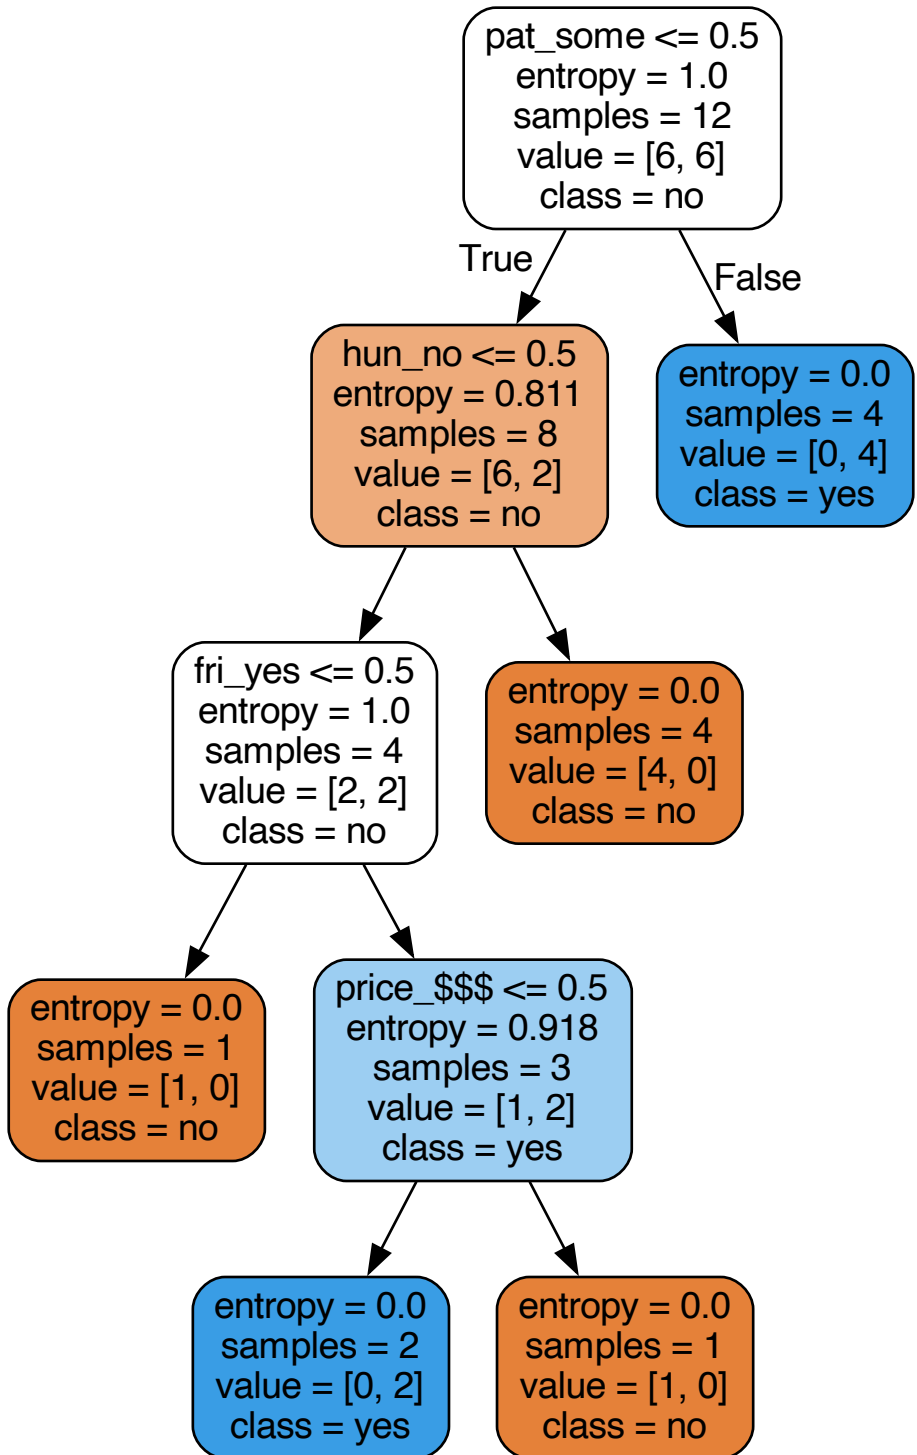 pat_some <= 0.5
entropy = 1.0
samples = 12
value = [6, 6]
class = no
True
False
hun_no <= 0.5
entropy = 0.811
samples = 8
value = [6, 2]
class = no
entropy = 0.0
samples = 4
value = [0, 4]
class = yes
fri_yes <= 0.5
entropy = 1.0
samples = 4
value = [2, 2]
class = no
entropy = 0.0
samples = 4
value = [4, 0]
class = no
entropy = 0.0
samples = 1
value = [1, 0]
class = no
price_$$$ <= 0.5
entropy = 0.918
samples = 3
value = [1, 2]
class = yes
entropy = 0.0
samples = 2
value = [0, 2]
class = yes
entropy = 0.0
samples = 1
value = [1, 0]
class = no